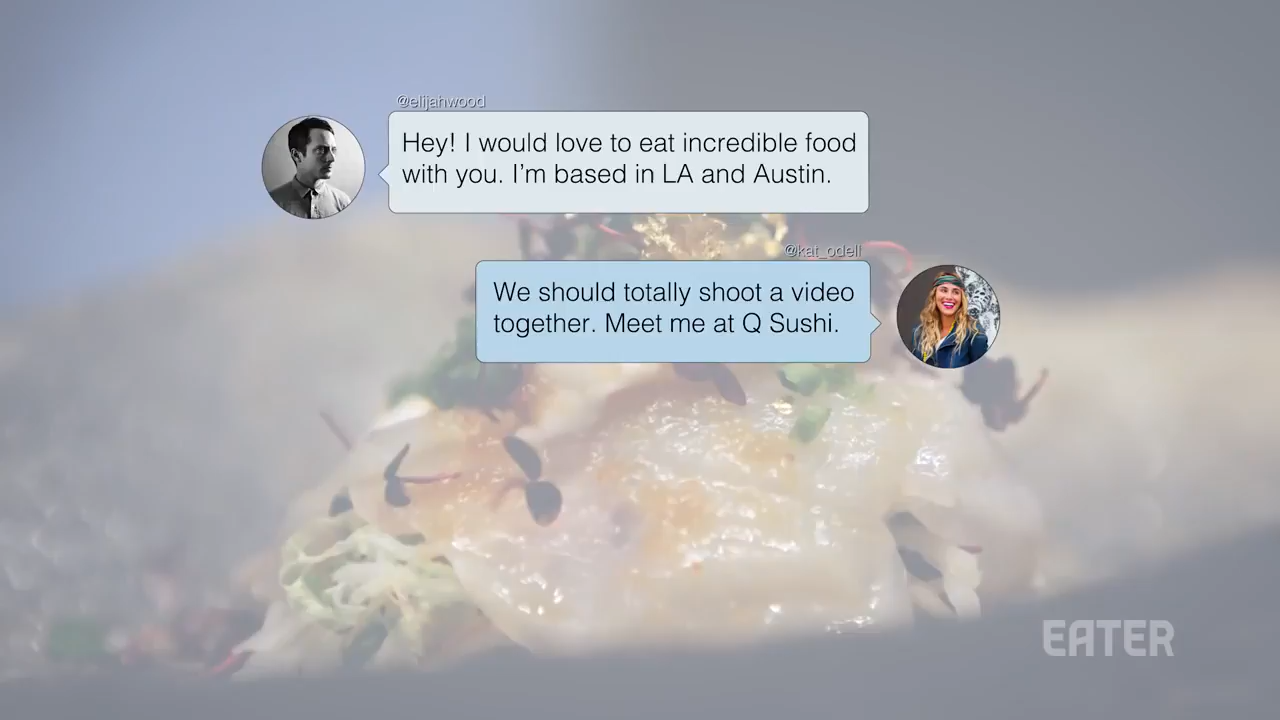 @elijahwood
Hey! I would love to eat incredible food
with you. I'm based in LA and Austin.
@kat_odell
We should totally shoot a video
together. Meet me at Q Sushi.
EATER